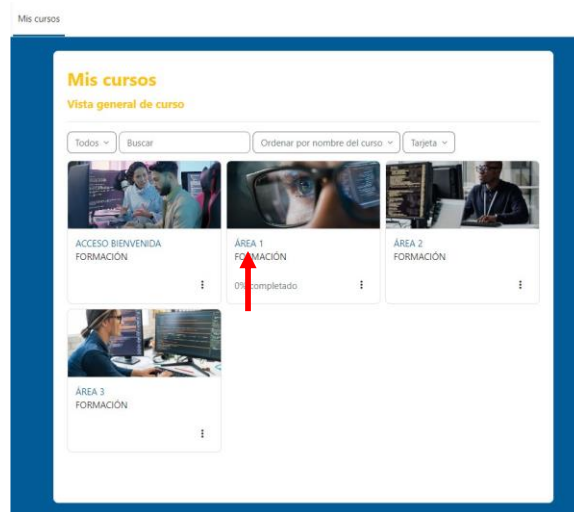 Mis cursos
Mis cursos
Vista general de curso
Todos
Buscar
Ordenar por nombre del curso
Tarjeta
ACCESO BIENVENIDA
FORMACIÓN
ÁREA 1
FORMACIÓN
0% completado
ÁREA 2
FORMACIÓN
ÁREA 3
FORMACIÓN